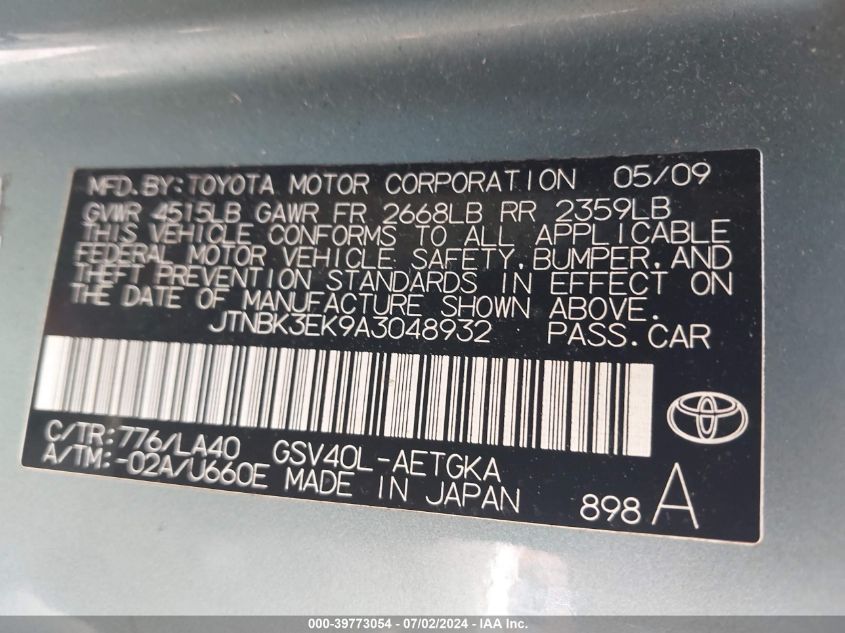 MFD.BY:TOYOTA MOTOR CORPORATION 05/09
GVWR 4515LB GAWR FR 2668LB RR 2359LB
THIS VEHICLE CONFORMS TO ALL APPLICABLE
FEDERAL MOTOR VEHICLE SAFETY,BUMPER,AND
THEFT PREVENTION STANDARDS IN EFFECT ON
THE DATE OF MANUFACTURE SHOWN ABOVE.
JTNBK3EK9A3048932 PASS.CAR
C/TR:776/LA40 GSV40L-AETGKA
A/TM:-02A/U660E MADE IN JAPAN 898 A
000-39773054 / 07/02/2024 - IAA Inc.